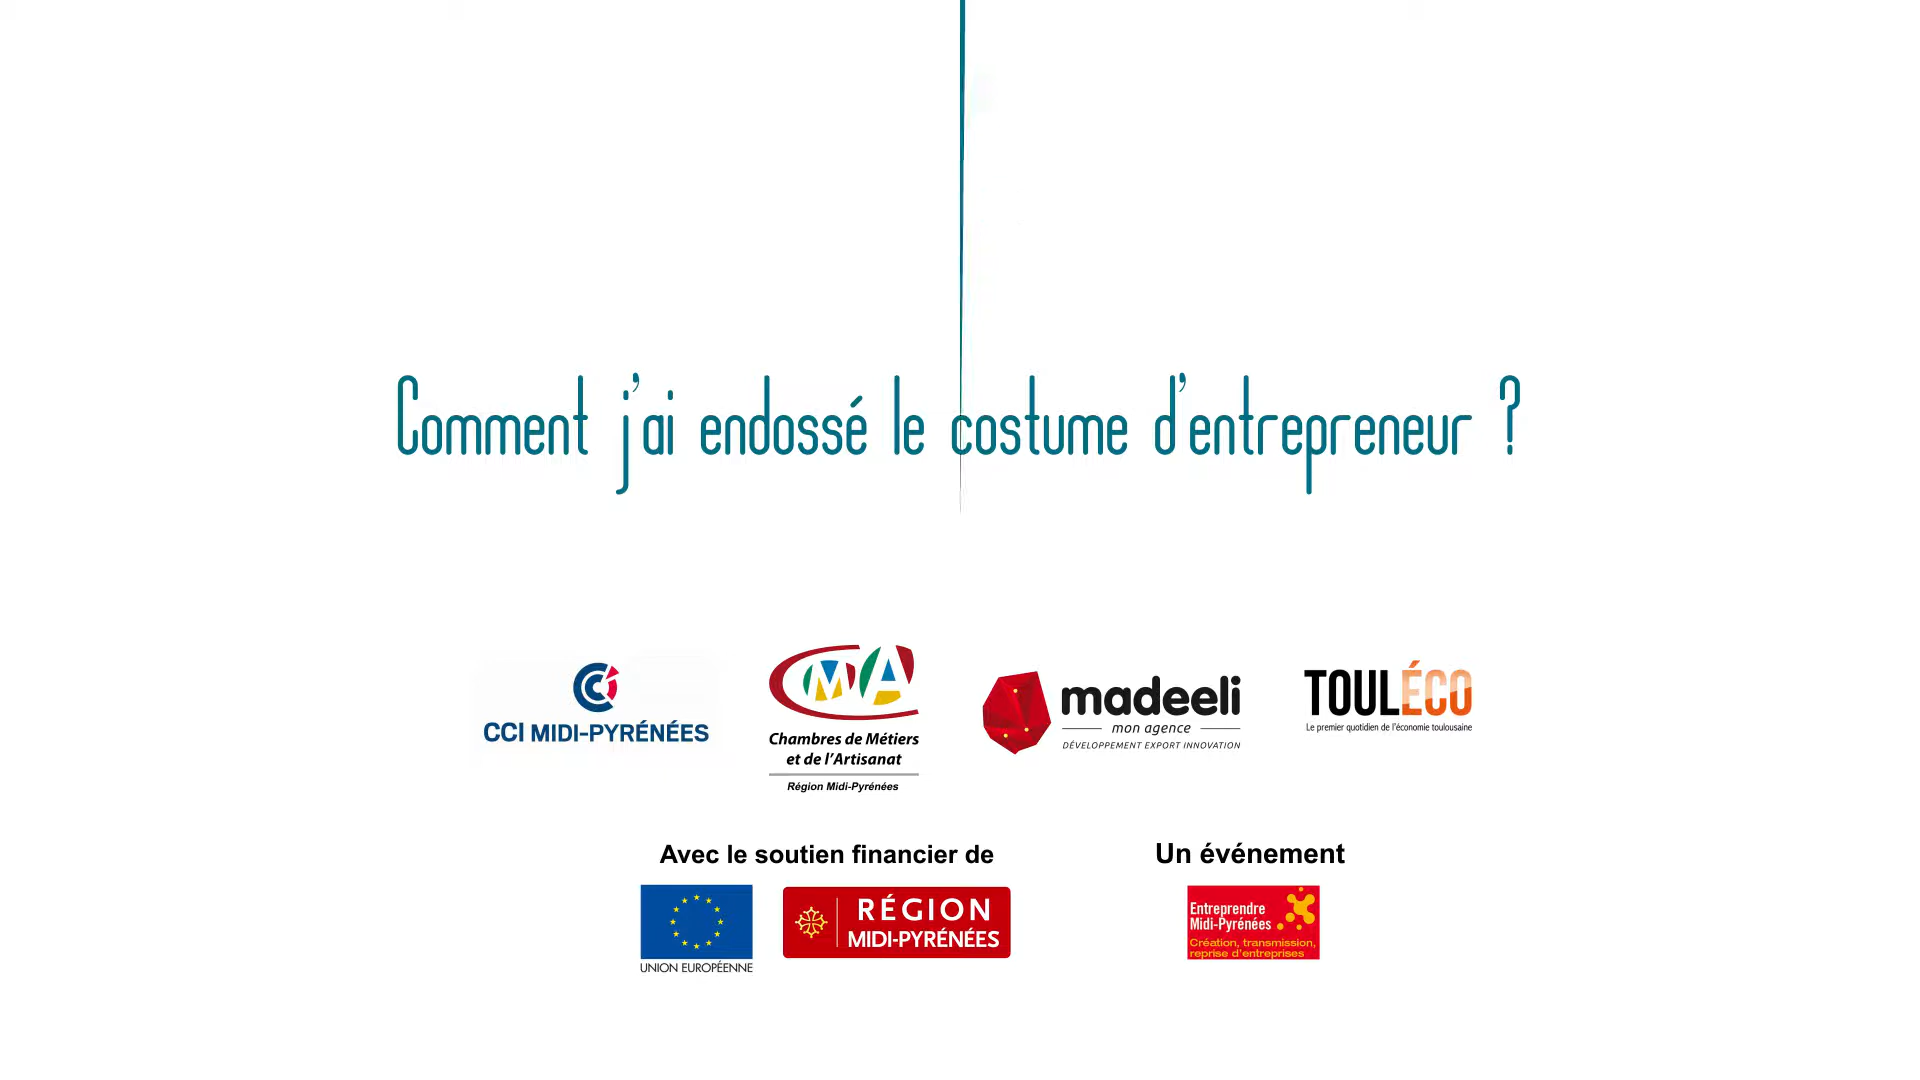 Comment j'ai endossé le costume d'entrepreneur ?
CCI MIDI-PYRÉNÉES
CMA
Chambres de Métiers
et de l'Artisanat
Région Midi-Pyrénées
madeeli
mon agence
DÉVELOPPEMENT EXPORT INNOVATION
TOULÉCO
Le premier quotidien de l'économie toulousaine
Avec le soutien financier de
UNION EUROPÉENNE
RÉGION
MIDI-PYRÉNÉES
Un événement
Entreprendre
Midi-Pyrénées
Création, transmission,
reprise d'entreprises